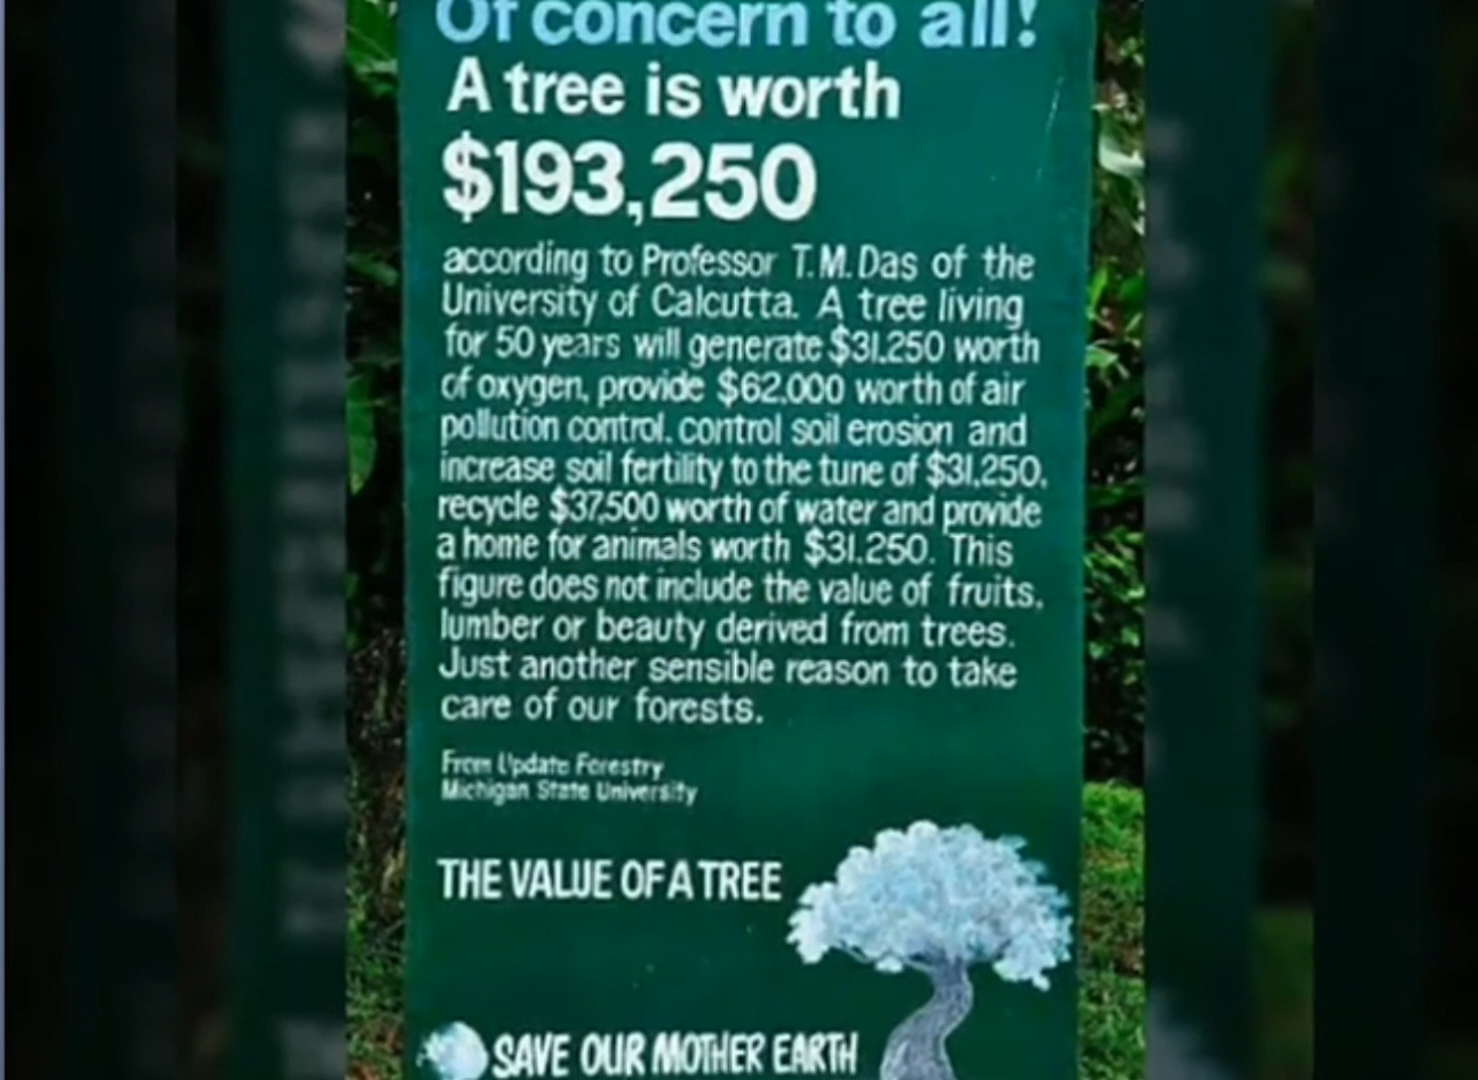 Of concern to all!
A tree is worth
$193,250
according to Professor T.M. Das of the
University of Calcutta. A tree living
for 50 years will generate $31.250 worth
of oxygen, provide $62.000 worth of air
pollution control. control soil erosion and
increase soil fertility to the tune of $31,250.
recycle $37,500 worth of water and provide
a home for animals worth $31.250. This
figure does not include the value of fruits.
lumber or beauty derived from trees.
Just another sensible reason to take
care of our forests.
From Update Forestry
Michigan State University
THE VALUE OF A TREE
SAVE OUR MOTHER EARTH